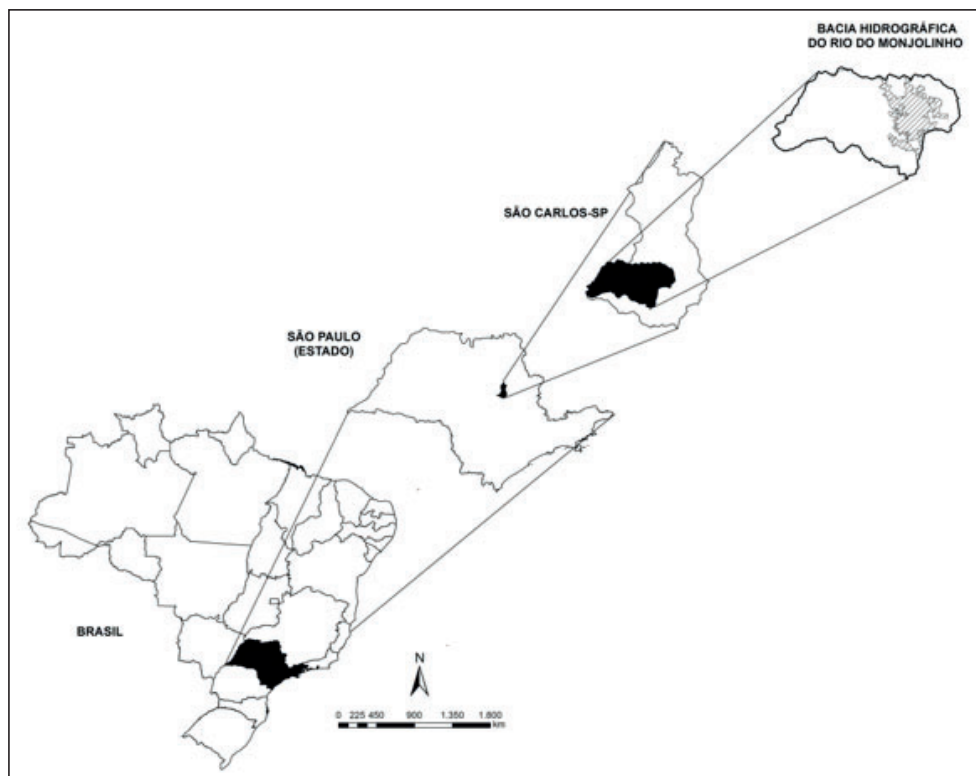 BACIA HIDROGRÁFICA
DO RIO DO MONJOLINHO
SÃO CARLOS-SP
SÃO PAULO
(ESTADO)
BRASIL
N
0 225 450 900 1.350 1.800
km